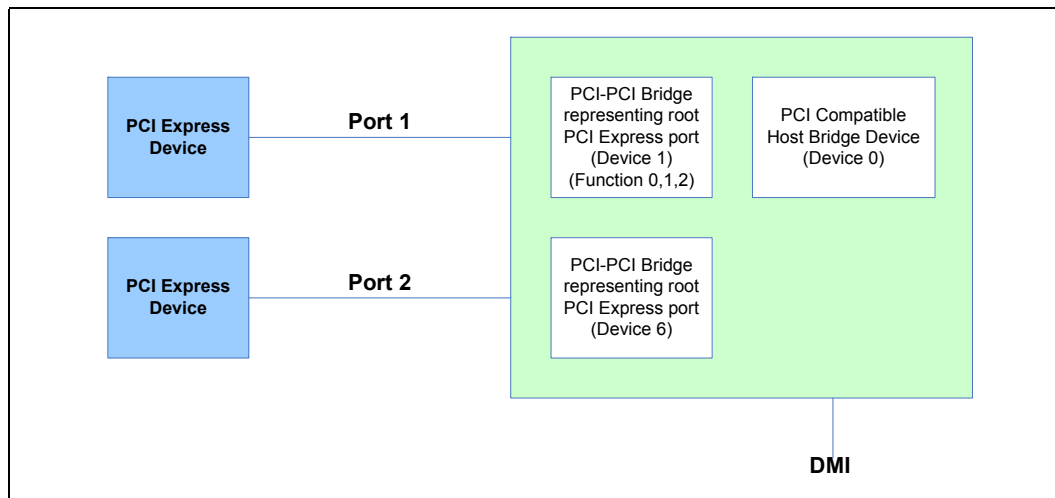 PCI Express
Device
Port 1
PCI-PCI Bridge
representing root
PCI Express port
(Device 1)
(Function 0,1,2)
PCI Compatible
Host Bridge Device
(Device 0)
PCI Express
Device
Port 2
PCI-PCI Bridge
representing root
PCI Express port
(Device 6)
DMI